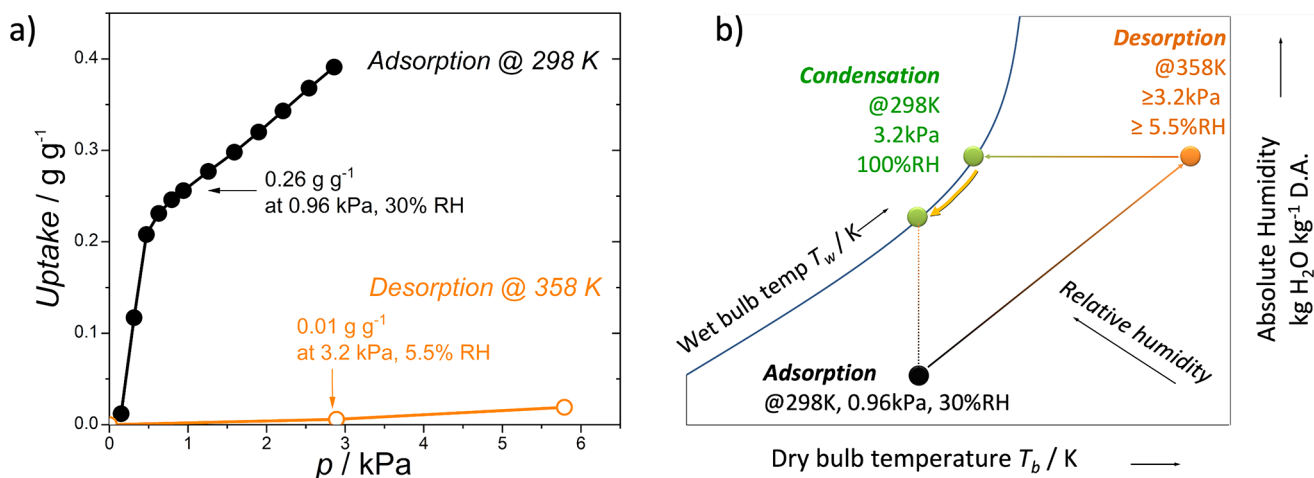 a)
Uptake / g g⁻¹
0.4
0.3
0.2
0.1
0.0
0
1
2
3
4
5
6
p / kPa
Adsorption @ 298 K
0.26 g g⁻¹
at 0.96 kPa, 30% RH
Desorption @ 358 K
0.01 g g⁻¹
at 3.2 kPa, 5.5% RH
b)
Condensation
@298K
3.2kPa
100%RH
Desorption
@358K
≥3.2kPa
≥ 5.5%RH
Wet bulb temp T_w / K
Relative humidity
Adsorption
@298K, 0.96kPa, 30%RH
Dry bulb temperature T_b / K
Absolute Humidity
kg H₂O kg⁻¹ D.A.